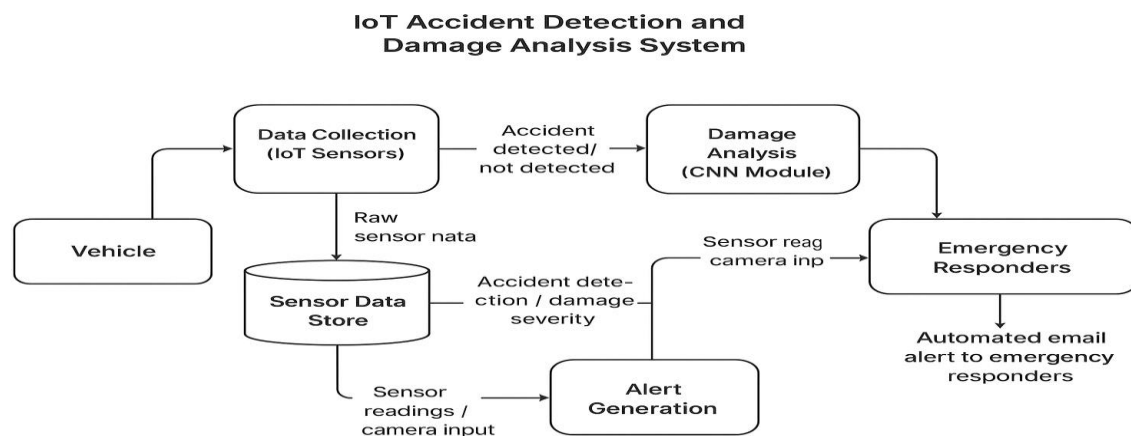 IoT Accident Detection and
Damage Analysis System
Data Collection
(IoT Sensors)
Accident
detected/
not detected
Damage
Analysis
(CNN Module)
Vehicle
Raw
sensor nata
Sensor reag
camera inp
Emergency
Responders
Sensor Data
Store
Accident dete-
ction / damage
severity
Automated email
alert to emergency
responders
Sensor
readings /
camera input
Alert
Generation